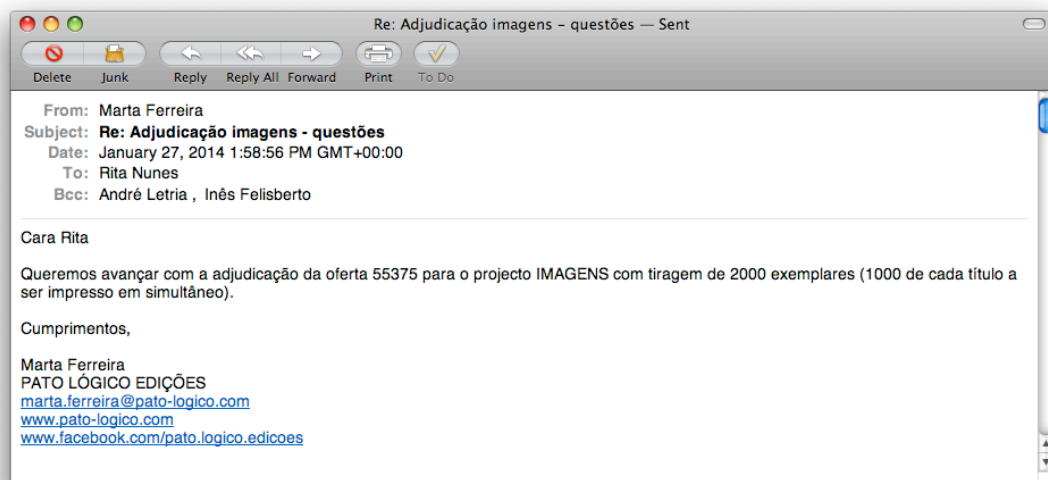 Re: Adjudicação imagens – questões — Sent
Delete Junk Reply Reply All Forward Print To Do
From: Marta Ferreira
Subject: Re: Adjudicação imagens - questões
Date: January 27, 2014 1:58:56 PM GMT+00:00
To: Rita Nunes
Bcc: André Letria , Inês Felisberto
Cara Rita
Queremos avançar com a adjudicação da oferta 55375 para o projecto IMAGENS com tiragem de 2000 exemplares (1000 de cada título a
ser impresso em simultâneo).
Cumprimentos,
Marta Ferreira
PATO LÓGICO EDIÇÕES
marta.ferreira@pato-logico.com
www.pato-logico.com
www.facebook.com/pato.logico.edicoes